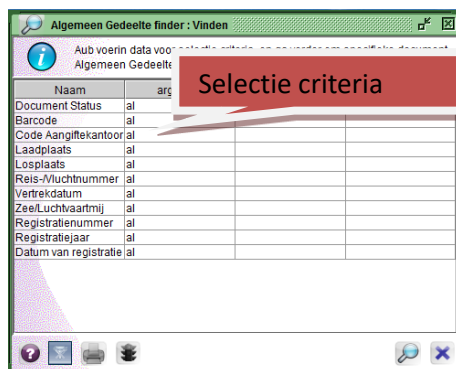 Algemeen Gedeelte finder : Vinden
Aub voerin data voor
Algemeen Gedeelte
Selectie criteria
Naam
Document Status al
Barcode al
Code Aangiftekantoor al
Laadplaats al
Losplaats al
Reis-/Vluchtnummer al
Vertrekdatum al
Zee/Luchtvaartmij al
Registratienummer al
Registratiejaar al
Datum van registratie al